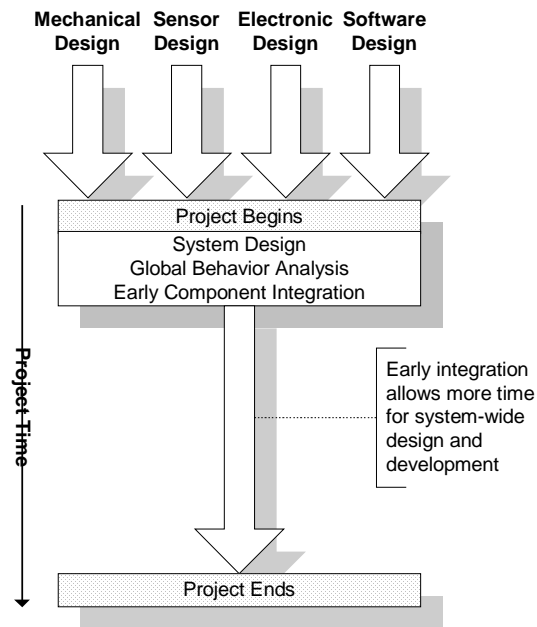 Mechanical Design
Sensor Design
Electronic Design
Software Design
Project Begins
System Design
Global Behavior Analysis
Early Component Integration
Project Time
Early integration
allows more time
for system-wide
design and
development
Project Ends